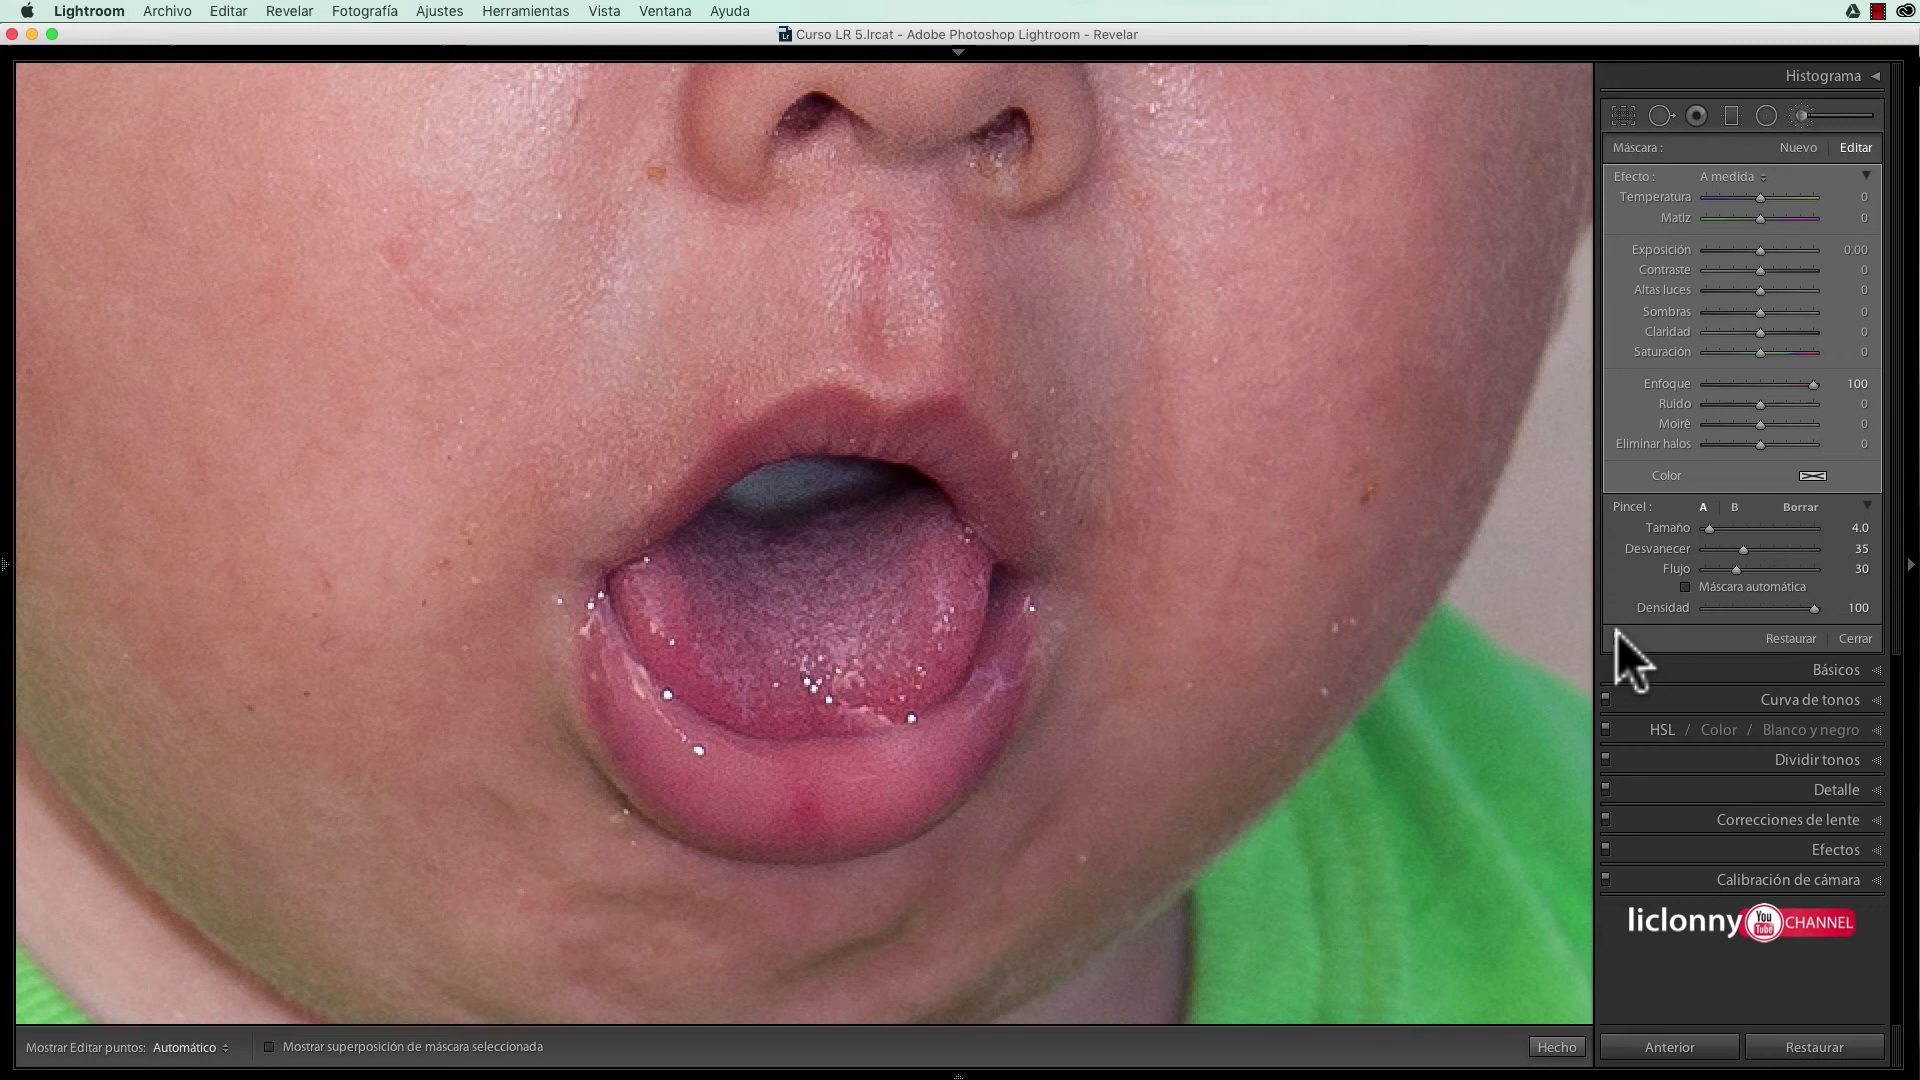 Lightroom Archivo Editar Revelar Fotografía Ajustes Herramientas Vista Ventana Ayuda
Curso LR 5.lrcat - Adobe Photoshop Lightroom - Revelar
Histograma
Máscara : Nuevo Editar
Efecto : A medida
Temperatura 0
Matiz 0
Exposición 0.00
Contraste 0
Altas luces 0
Sombras 0
Claridad 0
Saturación 0
Enfoque 100
Ruido 0
Moirè 0
Eliminar halos 0
Color
Pincel : A B Borrar
Tamaño 4.0
Desvanecer 35
Flujo 30
Máscara automática
Densidad 100
Restaurar Cerrar
Básicos
Curva de tonos
HSL / Color / Blanco y negro
Dividir tonos
Detalle
Correcciones de lente
Efectos
Calibración de cámara
liclonny You Tube CHANNEL
Mostrar Editar puntos: Automático Mostrar superposición de máscara seleccionada Hecho Anterior Restaurar